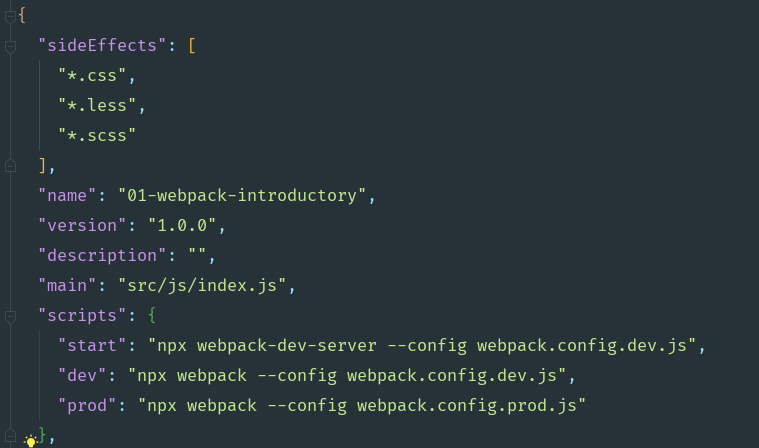 {
"sideEffects": [
"*.css",
"*.less",
"*.scss"
],
"name": "01-webpack-introductory",
"version": "1.0.0",
"description": "",
"main": "src/js/index.js",
"scripts": {
"start": "npx webpack-dev-server --config webpack.config.dev.js",
"dev": "npx webpack --config webpack.config.dev.js",
"prod": "npx webpack --config webpack.config.prod.js"
},